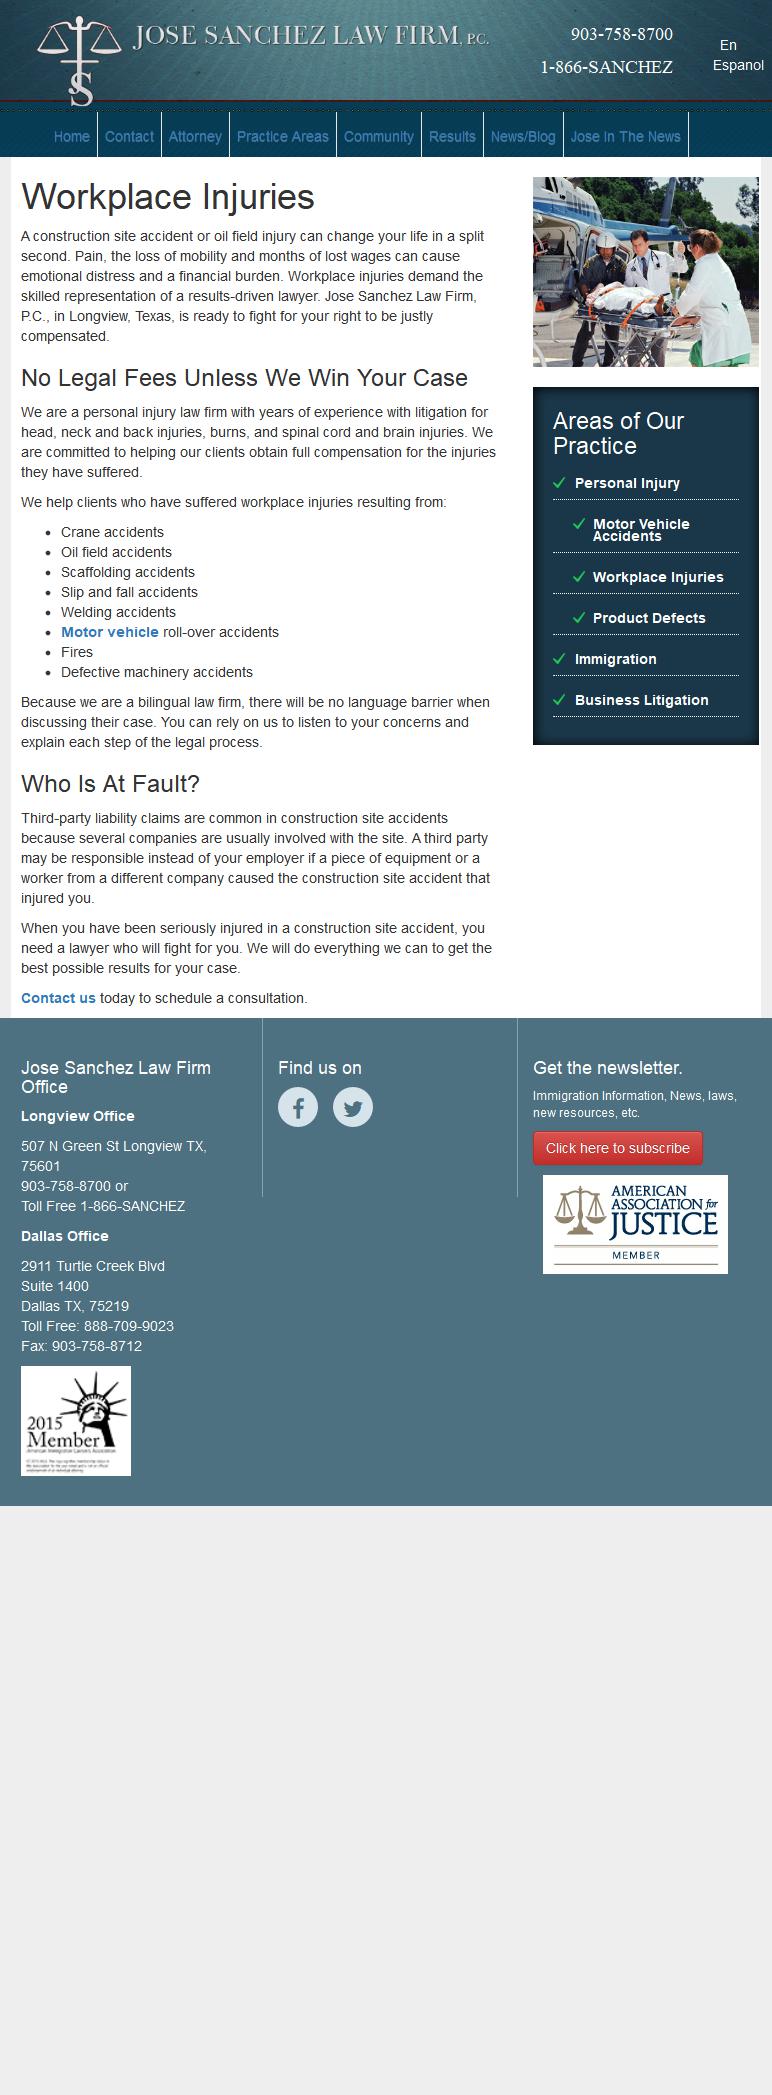 JOSE SANCHEZ LAW FIRM, P.C.
903-758-8700
1-866-SANCHEZ
En
Espanol
Home Contact Attorney Practice Areas Community Results News/Blog Jose In The News
Workplace Injuries
A construction site accident or oil field injury can change your life in a split
second. Pain, the loss of mobility and months of lost wages can cause
emotional distress and a financial burden. Workplace injuries demand the
skilled representation of a results-driven lawyer. Jose Sanchez Law Firm,
P.C., in Longview, Texas, is ready to fight for your right to be justly
compensated.
No Legal Fees Unless We Win Your Case
We are a personal injury law firm with years of experience with litigation for
head, neck and back injuries, burns, and spinal cord and brain injuries. We
are committed to helping our clients obtain full compensation for the injuries
they have suffered.
We help clients who have suffered workplace injuries resulting from:
Crane accidents
Oil field accidents
Scaffolding accidents
Slip and fall accidents
Welding accidents
Motor vehicle roll-over accidents
Fires
Defective machinery accidents
Because we are a bilingual law firm, there will be no language barrier when
discussing their case. You can rely on us to listen to your concerns and
explain each step of the legal process.
Who Is At Fault?
Third-party liability claims are common in construction site accidents
because several companies are usually involved with the site. A third party
may be responsible instead of your employer if a piece of equipment or a
worker from a different company caused the construction site accident that
injured you.
When you have been seriously injured in a construction site accident, you
need a lawyer who will fight for you. We will do everything we can to get the
best possible results for your case.
Contact us today to schedule a consultation.
Areas of Our
Practice
Personal Injury
Motor Vehicle
Accidents
Workplace Injuries
Product Defects
Immigration
Business Litigation
Jose Sanchez Law Firm
Office
Longview Office
507 N Green St Longview TX,
75601
903-758-8700 or
Toll Free 1-866-SANCHEZ
Dallas Office
2911 Turtle Creek Blvd
Suite 1400
Dallas TX, 75219
Toll Free: 888-709-9023
Fax: 903-758-8712
2015
Member
American Immigration Lawyers Association
Find us on
Get the newsletter.
Immigration Information, News, laws,
new resources, etc.
Click here to subscribe
AMERICAN
ASSOCIATION for
JUSTICE
MEMBER